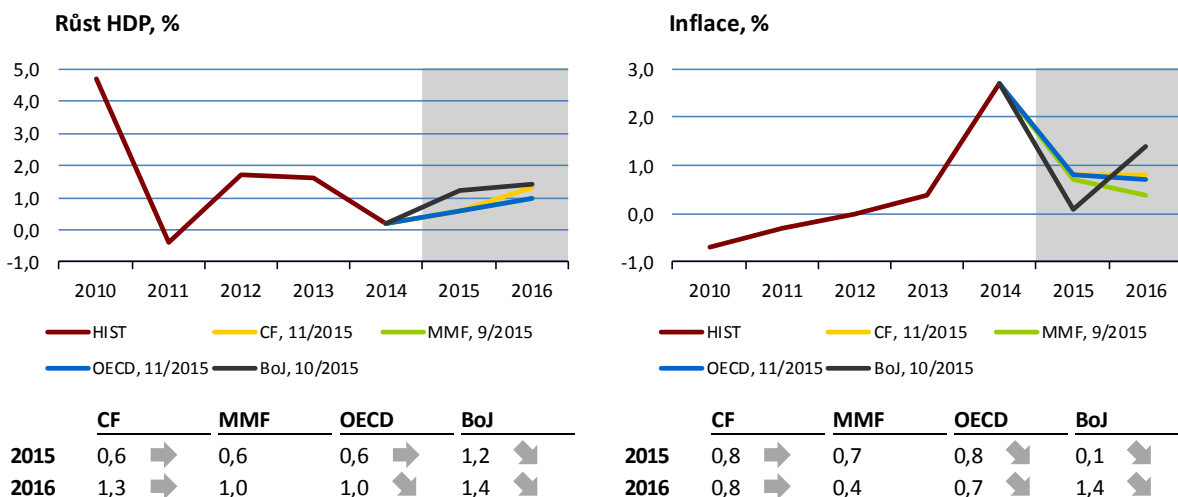 Růst HDP, %
5,0
4,0
3,0
2,0
1,0
0,0
-1,0
2010 2011 2012 2013 2014 2015 2016
HIST CF, 11/2015 MMF, 9/2015
OECD, 11/2015 BoJ, 10/2015
CF MMF OECD BoJ
2015 0,6 0,6 0,6 1,2
2016 1,3 1,0 1,0 1,4
Inflace, %
3,0
2,0
1,0
0,0
-1,0
2010 2011 2012 2013 2014 2015 2016
HIST CF, 11/2015 MMF, 9/2015
OECD, 11/2015 BoJ, 10/2015
CF MMF OECD BoJ
2015 0,8 0,7 0,8 0,1
2016 0,8 0,4 0,7 1,4